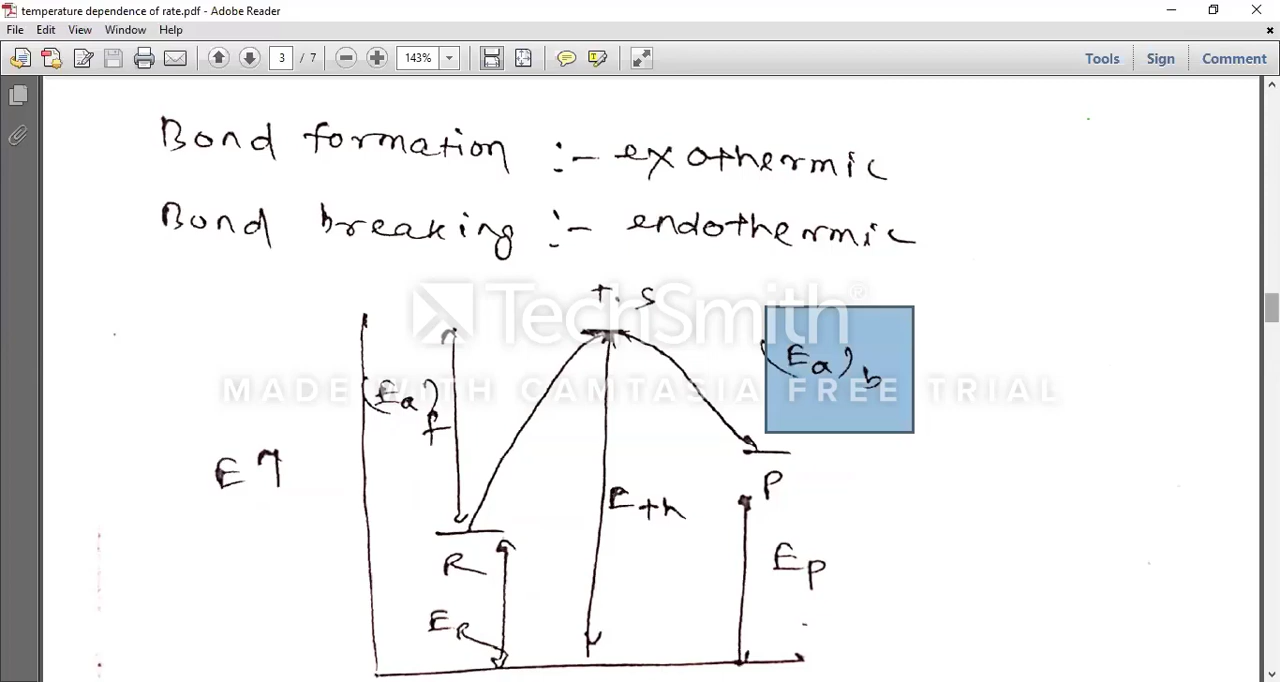 temperature dependence of rate.pdf - Adobe Reader
File Edit View Window Help
3 / 7 143% Tools Sign Comment
Bond formation :- exothermic
Bond breaking :- endothermic
T.S
TechSmith®
MADE WITH CAMTASIA FREE TRIAL
(Ea)f
(Ea)b
E↑
Eth
P
R
Ep
ER